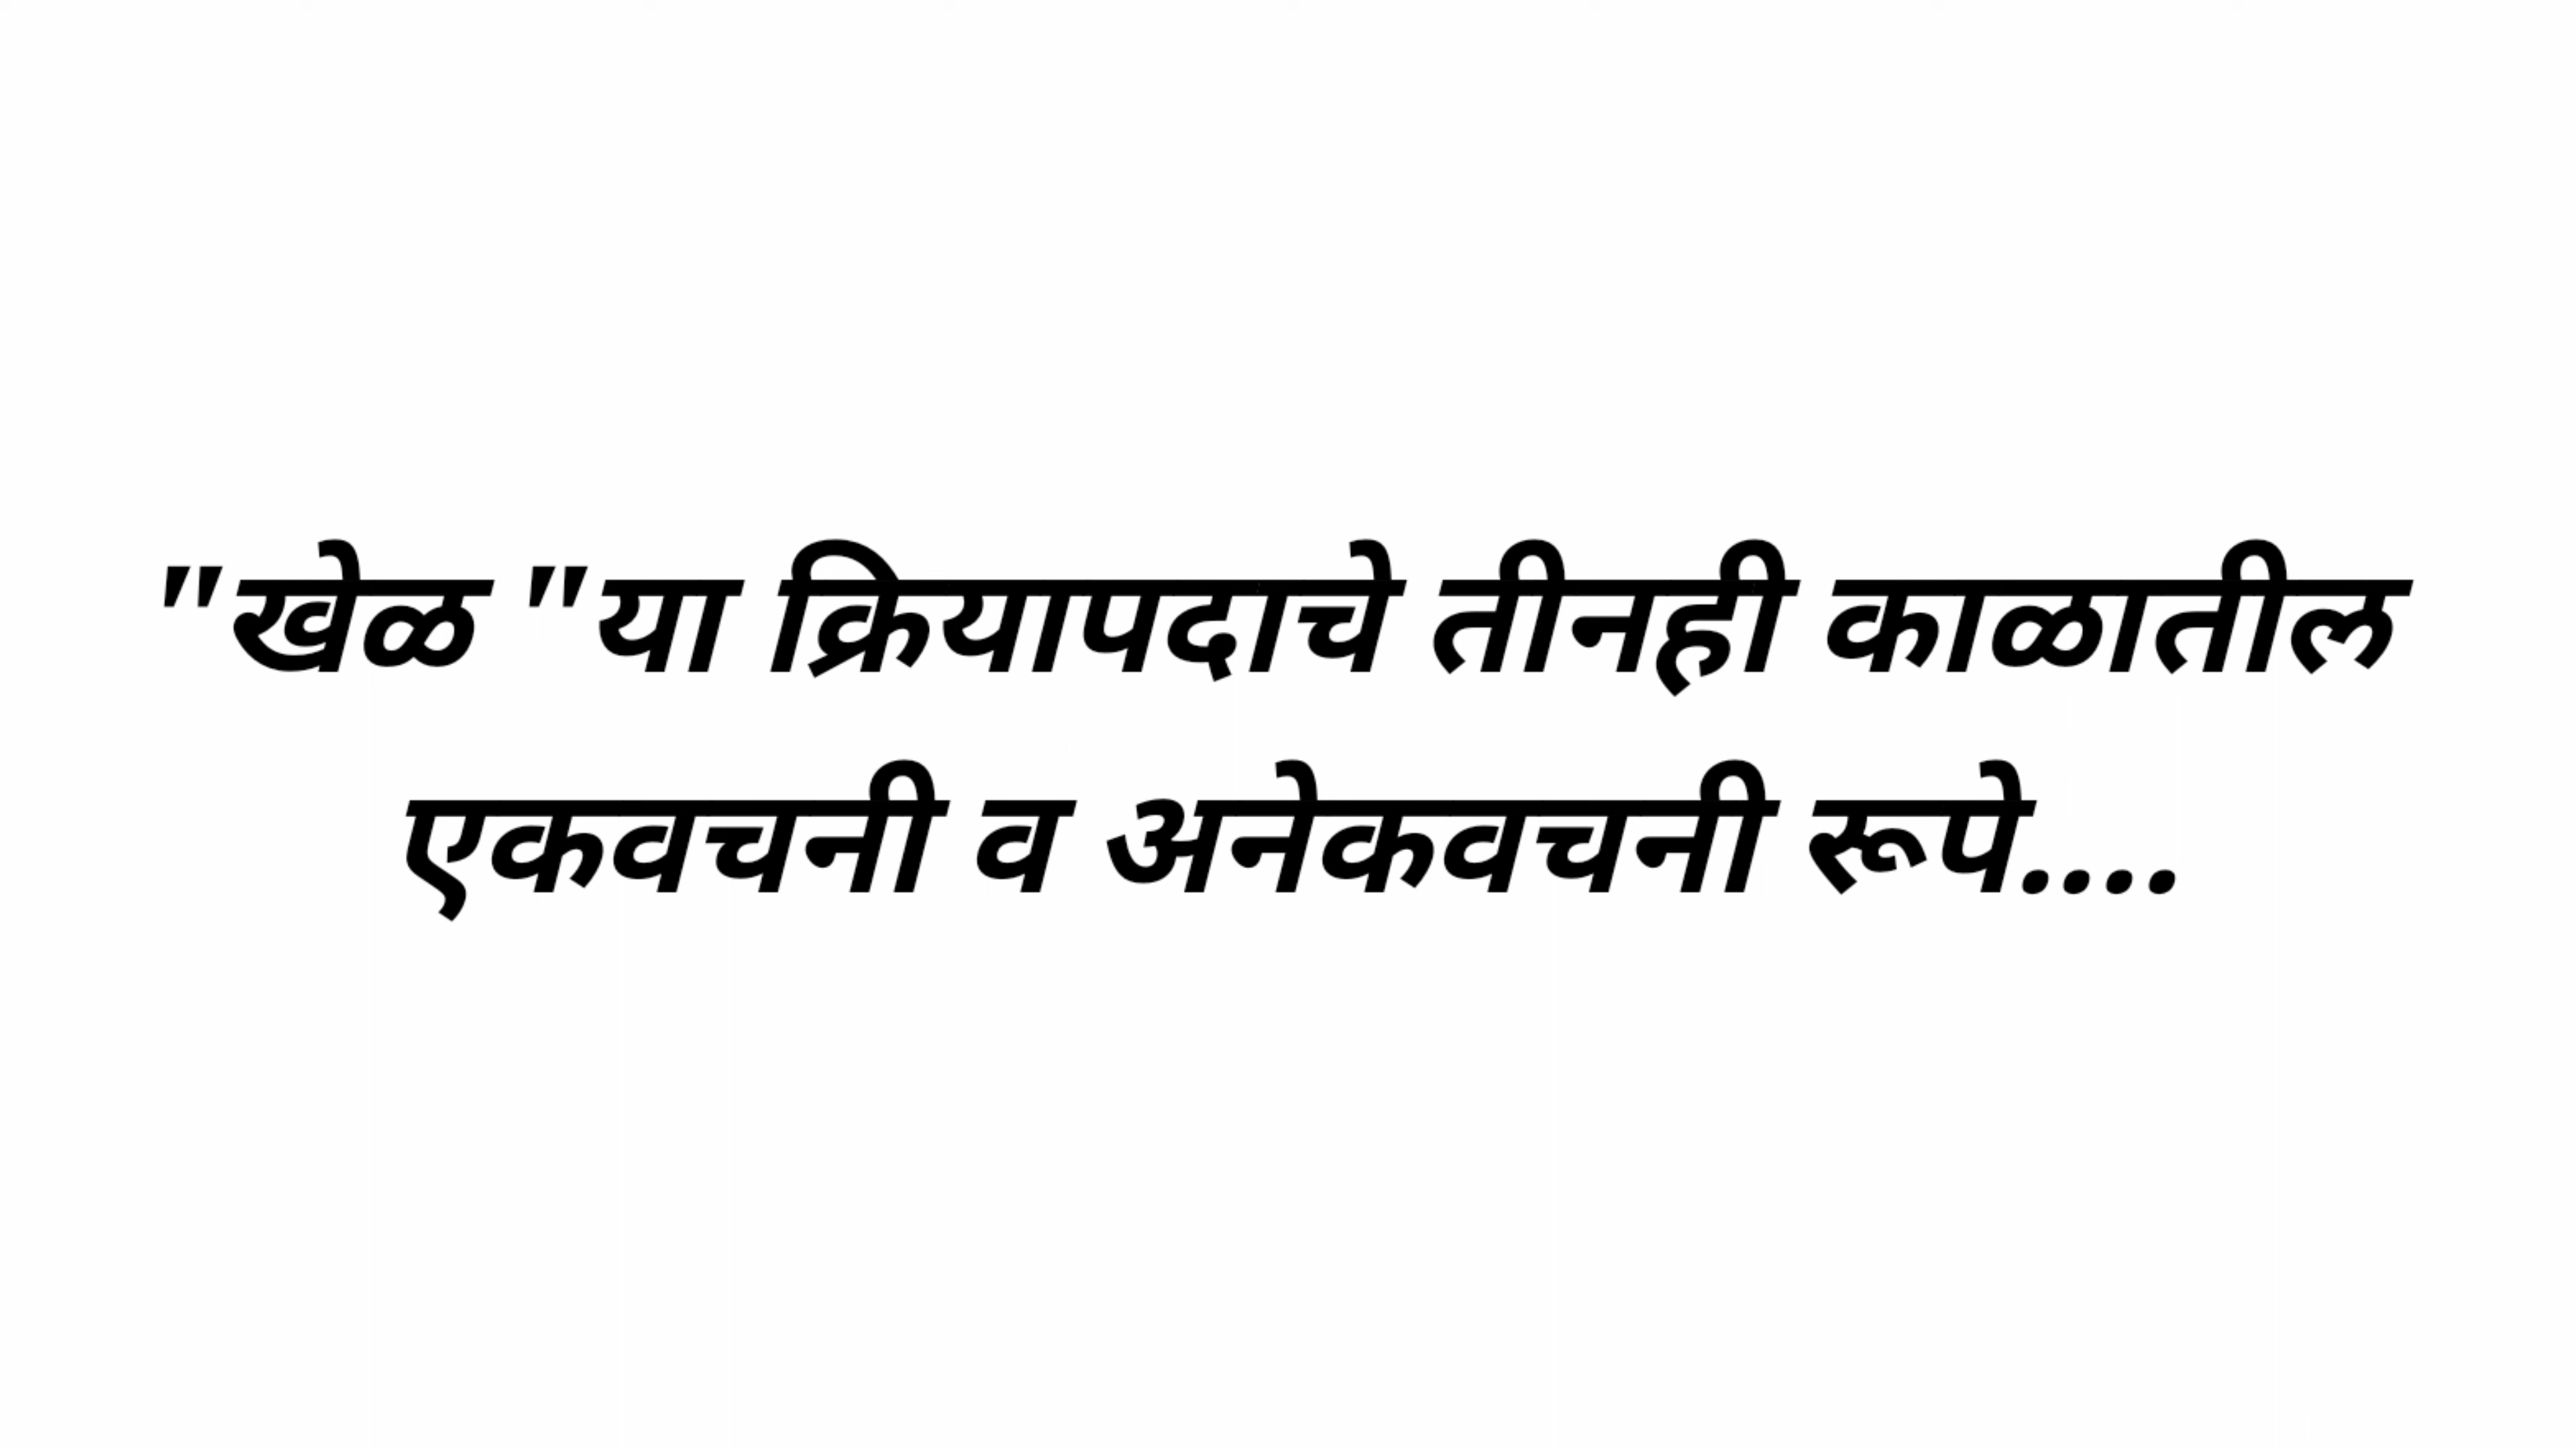 "खेळ "या क्रियापदाचे तीनही काळातील
एकवचनी व अनेकवचनी रूपे....